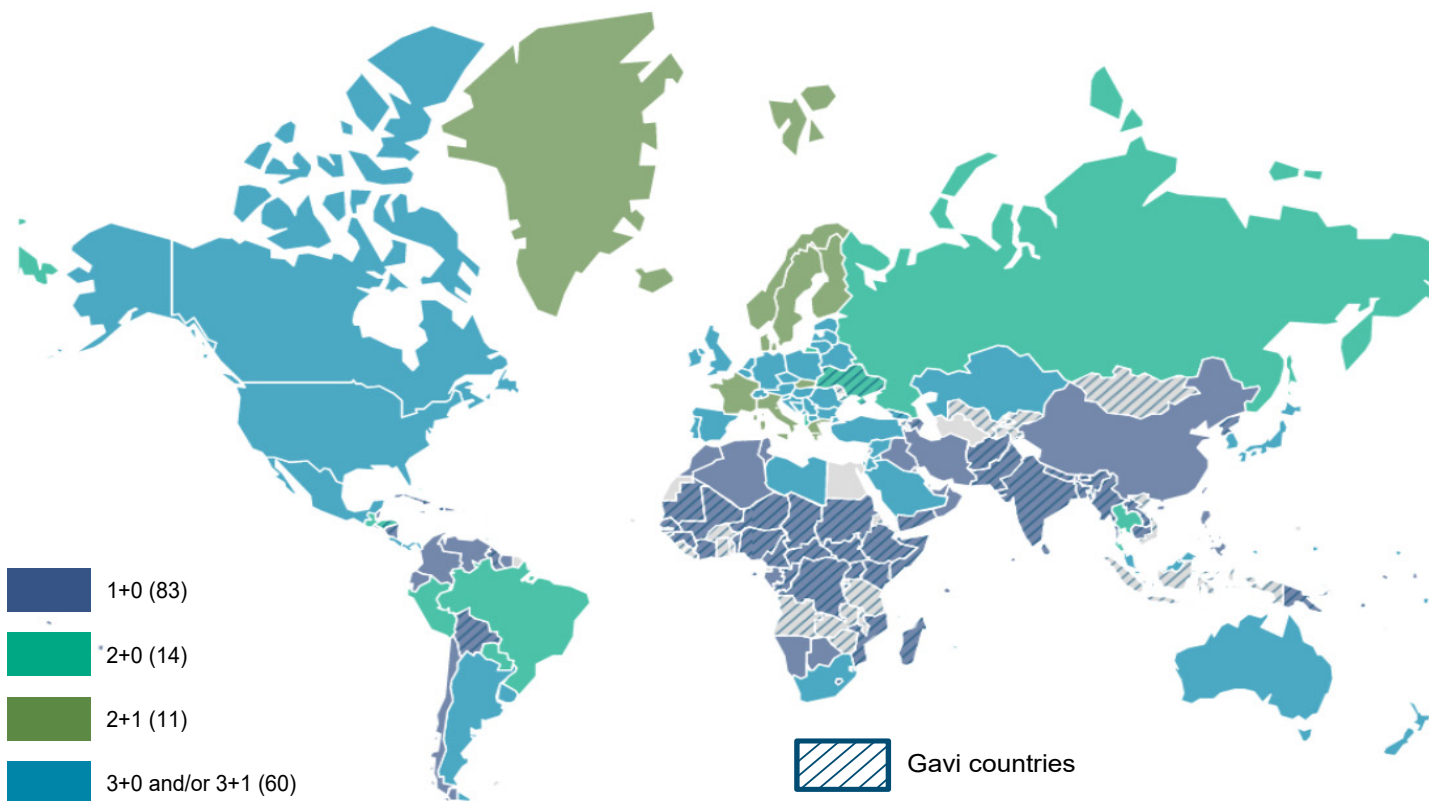 1+0 (83)
2+0 (14)
2+1 (11)
3+0 and/or 3+1 (60)
Gavi countries